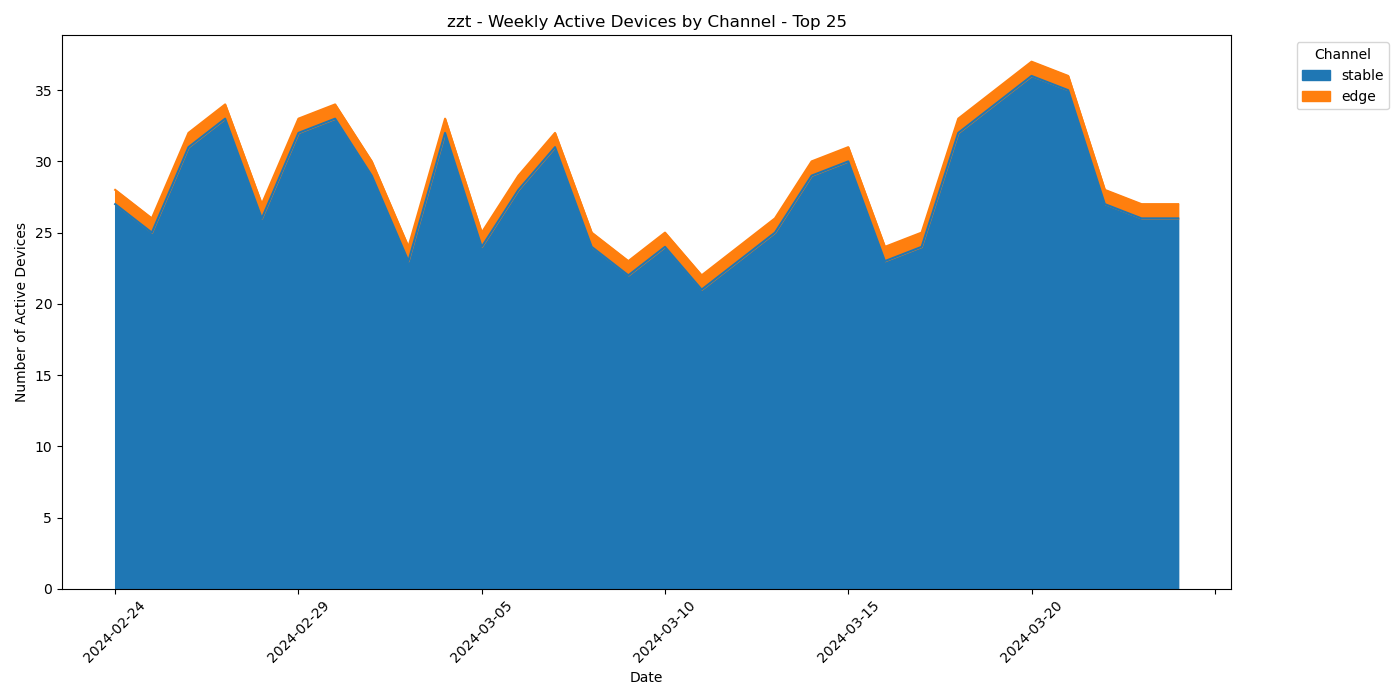 zzt - Weekly Active Devices by Channel - Top 25
Channel
stable
edge
Number of Active Devices
35
30
25
20
15
10
5
0
2024-02-24
2024-02-29
2024-03-05
2024-03-10
2024-03-15
2024-03-20
Date